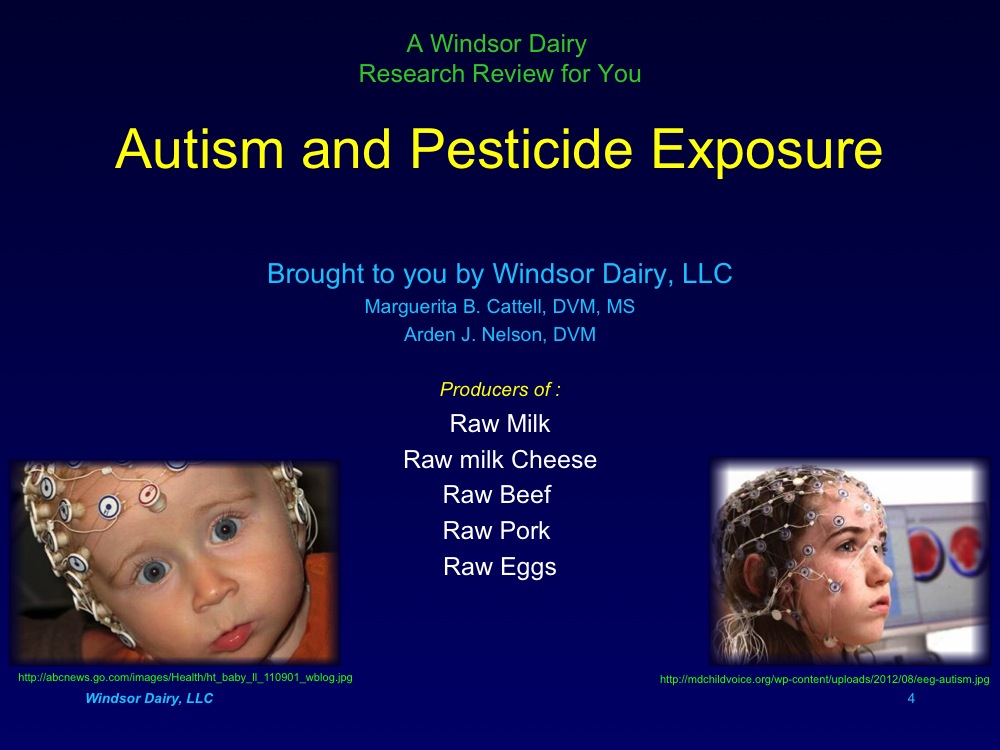 A Windsor Dairy
Research Review for You
Autism and Pesticide Exposure
Brought to you by Windsor Dairy, LLC
Marguerita B. Cattell, DVM, MS
Arden J. Nelson, DVM
Producers of :
Raw Milk
Raw milk Cheese
Raw Beef
Raw Pork
Raw Eggs
http://abcnews.go.com/images/Health/ht_baby_ll_110901_wblog.jpg
http://mdchildvoice.org/wp-content/uploads/2012/08/eeg-autism.jpg
Windsor Dairy, LLC
4